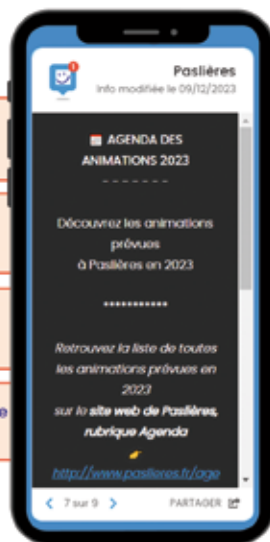 Paslières
Info modifiée le 09/12/2023
AGENDA DES
ANIMATIONS 2023
- - - - - - -
Découvrez les animations
prévues
à Paslières en 2023
***********
Retrouvez la liste de toutes
les animations prévues en
2023
sur le site web de Paslières,
rubrique Agenda
http://www.paslieres.fr/age
7 sur 9
PARTAGER
e